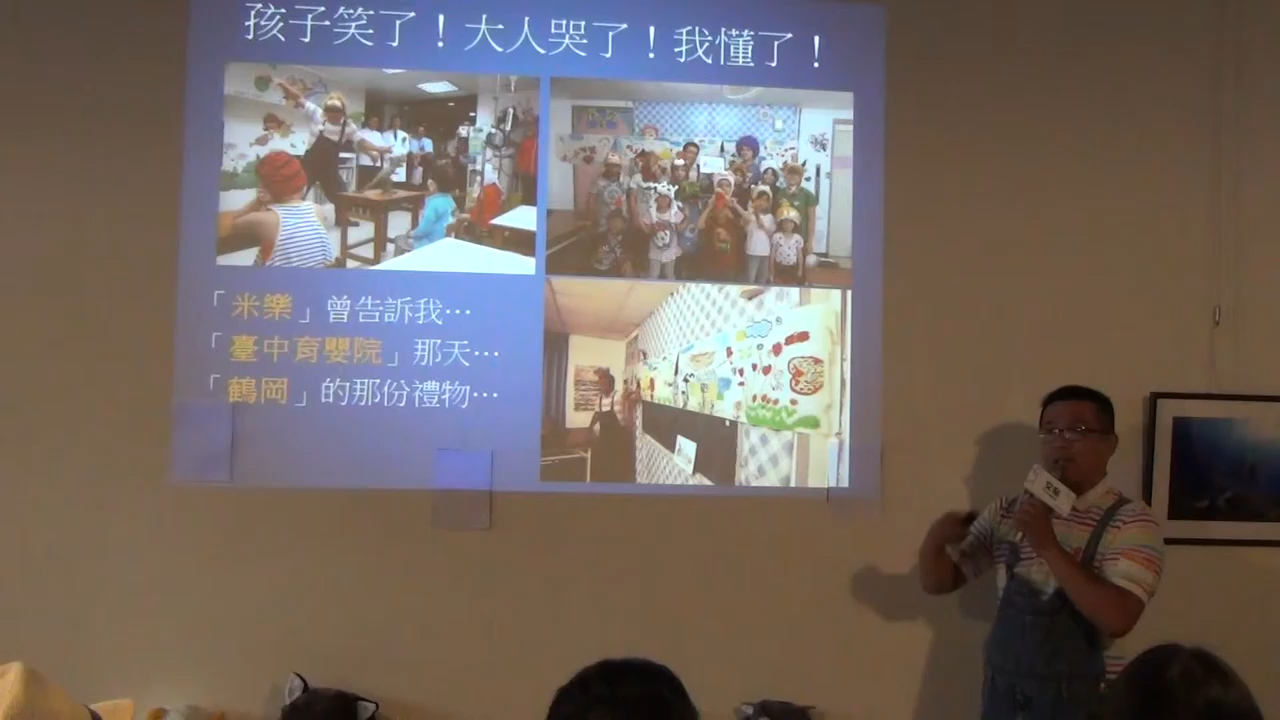 孩子笑了！大人哭了！我懂了！
「米樂」曾告訴我…
「臺中育嬰院」那天…
「鶴岡」的那份禮物…